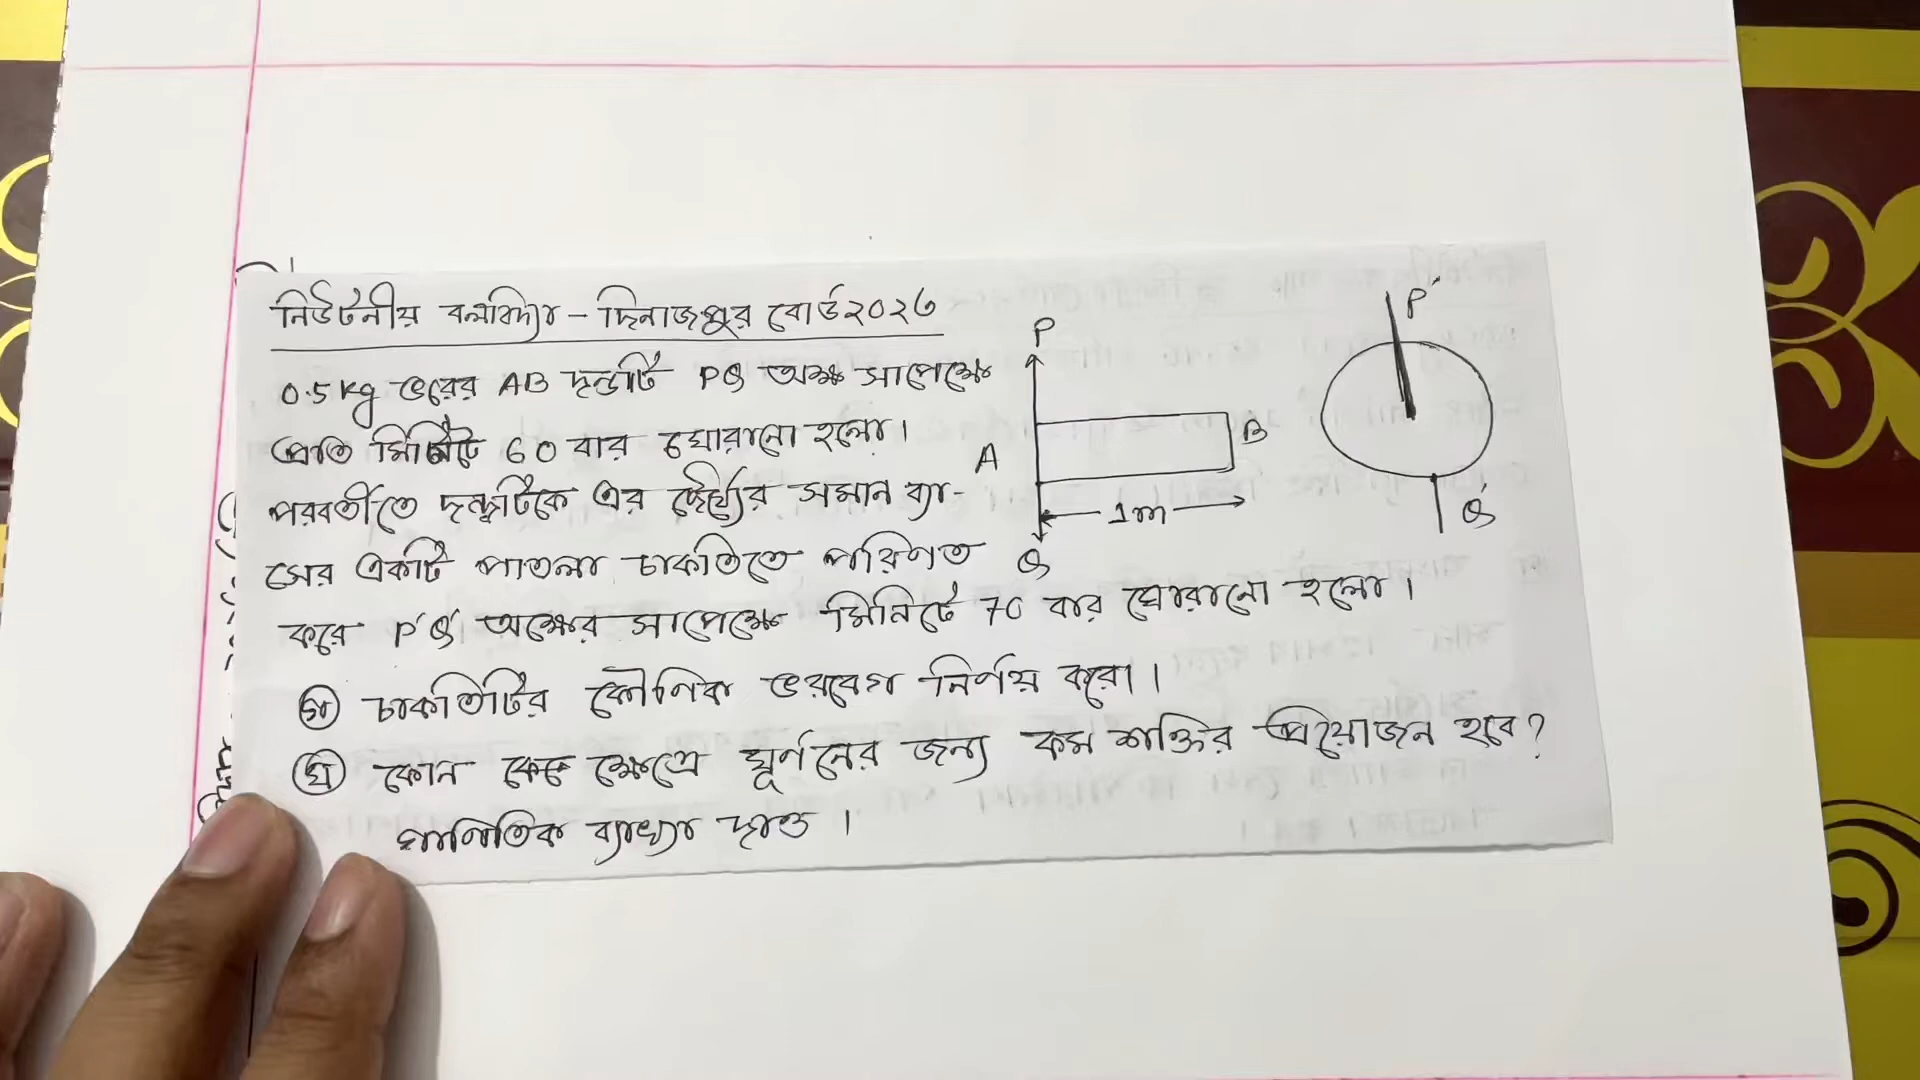 নিউটনীয় বলবিদ্যা – দিনাজপুর বোর্ড ২০২৩
0.5 kg ভরের AB দন্ডটি PQ অক্ষ সাপেক্ষে
প্রতি মিনিটে 60 বার ঘোরানো হলো।
পরবর্তীতে দন্ডটিকে এর দৈর্ঘ্যের সমান ব্যা-
সের একটি পাতলা চাকতিতে পরিণত
করে P'Q' অক্ষের সাপেক্ষে মিনিটে 70 বার ঘোরানো হলো।
গ চাকতিটির কৌণিক ভরবেগ নির্ণয় করো।
ঘ কোন ক্ষেত্রে ঘূর্ণনের জন্য কম শক্তির প্রয়োজন হবে?
গানিতিক ব্যাখ্যা দাও।
P
A
B
1m
Q
P'
Q'